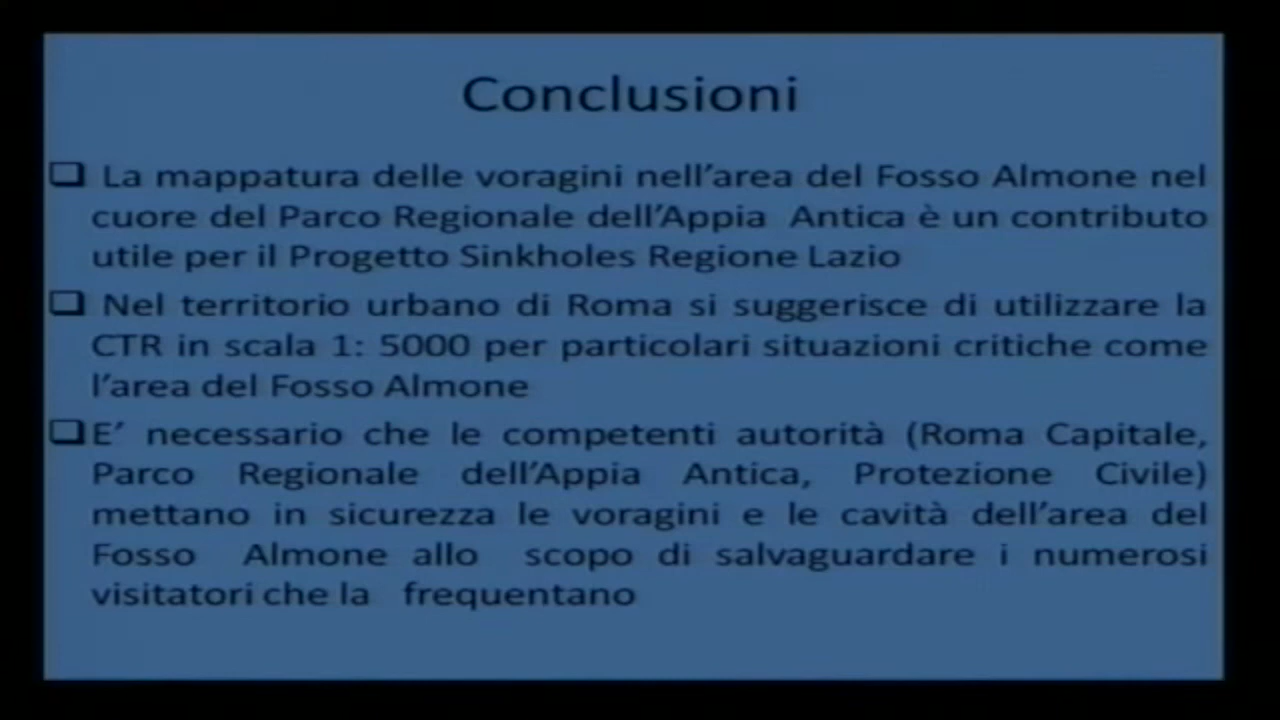 Conclusioni
La mappatura delle voragini nell'area del Fosso Almone nel
cuore del Parco Regionale dell'Appia Antica è un contributo
utile per il Progetto Sinkholes Regione Lazio
Nel territorio urbano di Roma si suggerisce di utilizzare la
CTR in scala 1: 5000 per particolari situazioni critiche come
l'area del Fosso Almone
E' necessario che le competenti autorità (Roma Capitale,
Parco Regionale dell'Appia Antica, Protezione Civile)
mettano in sicurezza le voragini e le cavità dell'area del
Fosso Almone allo scopo di salvaguardare i numerosi
visitatori che la frequentano